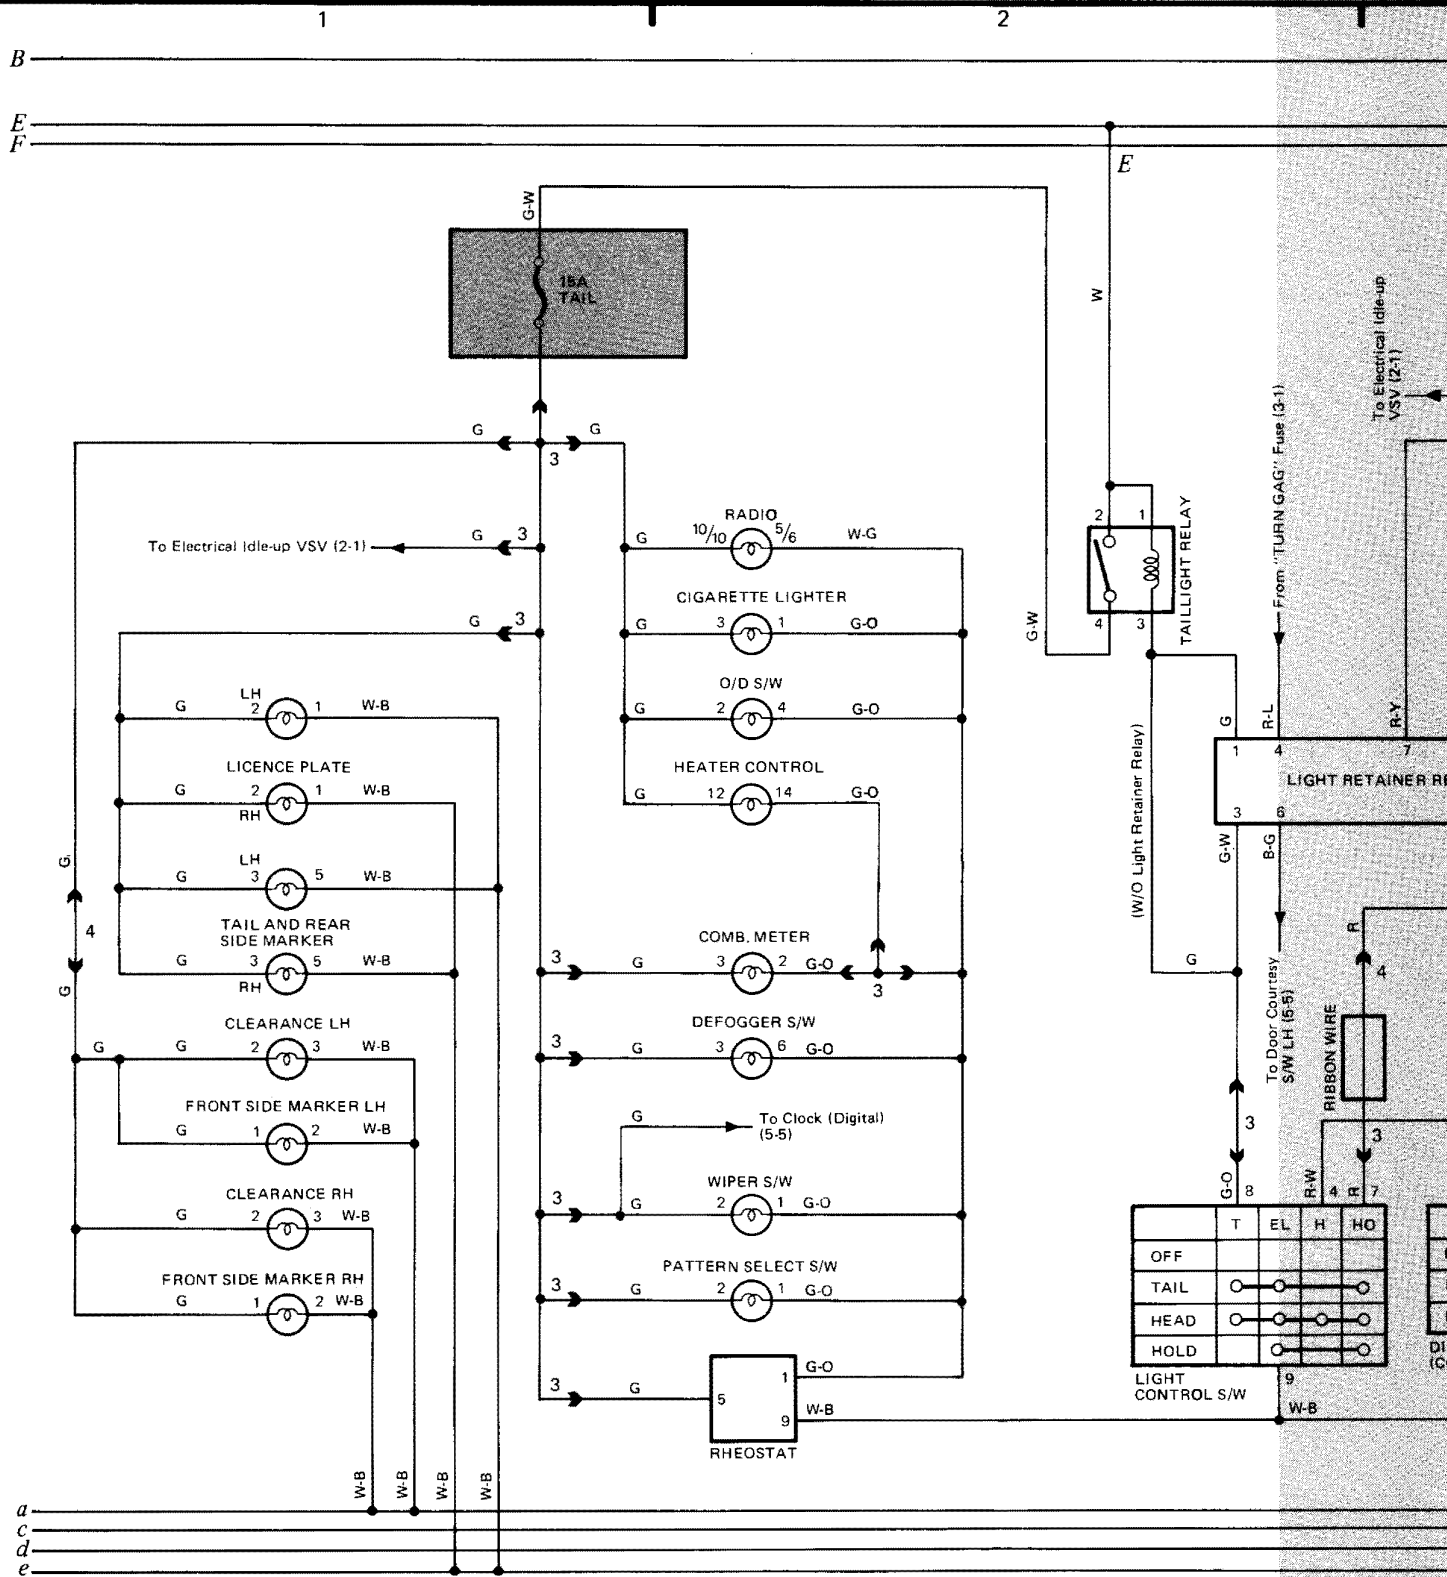 1 2
B
E
F
E
G-W
15A
TAIL
W
To Electrical Idle-up
VSV (2-1)
From "TURN GAG" Fuse (3-1)
G G
3
2 1
TAILLIGHT RELAY
4 3
G-W
To Electrical Idle-up VSV (2-1) G 3
G 3
RADIO
G 10/10 5/6 W-G
CIGARETTE LIGHTER
G 3 1 G-O
O/D S/W
G 2 4 G-O
HEATER CONTROL
G 12 14 G-O
LH
G 2 1 W-B
LICENCE PLATE
G 2 1 W-B
RH
LH
G 3 5 W-B
TAIL AND REAR
SIDE MARKER
G 3 5 W-B
RH
G
4
G
CLEARANCE LH
G G 2 3 W-B
FRONT SIDE MARKER LH
G 1 2 W-B
CLEARANCE RH
G 2 3 W-B
FRONT SIDE MARKER RH
G 1 2 W-B
COMB. METER
3 G 3 2 G-O
3
DEFOGGER S/W
3 G 3 6 G-O
G To Clock (Digital)
(5-5)
WIPER S/W
3 G 2 1 G-O
PATTERN SELECT S/W
3 G 2 1 G-O
3 G 5 1 G-O
9 W-B
RHEOSTAT
(W/O Light Retainer Relay)
G R-L R-Y
1 4 7
LIGHT RETAINER
3 6
G-W B-G
G
To Door Courtesy
S/W LH (5-5)
R
4
RIBBON WIRE
3 3
G-O 8 R-W 4 R 7
T EL H HO
OFF
TAIL
HEAD
HOLD
LIGHT
CONTROL S/W
9
W-B
W-B W-B W-B W-B
a
c
d
e